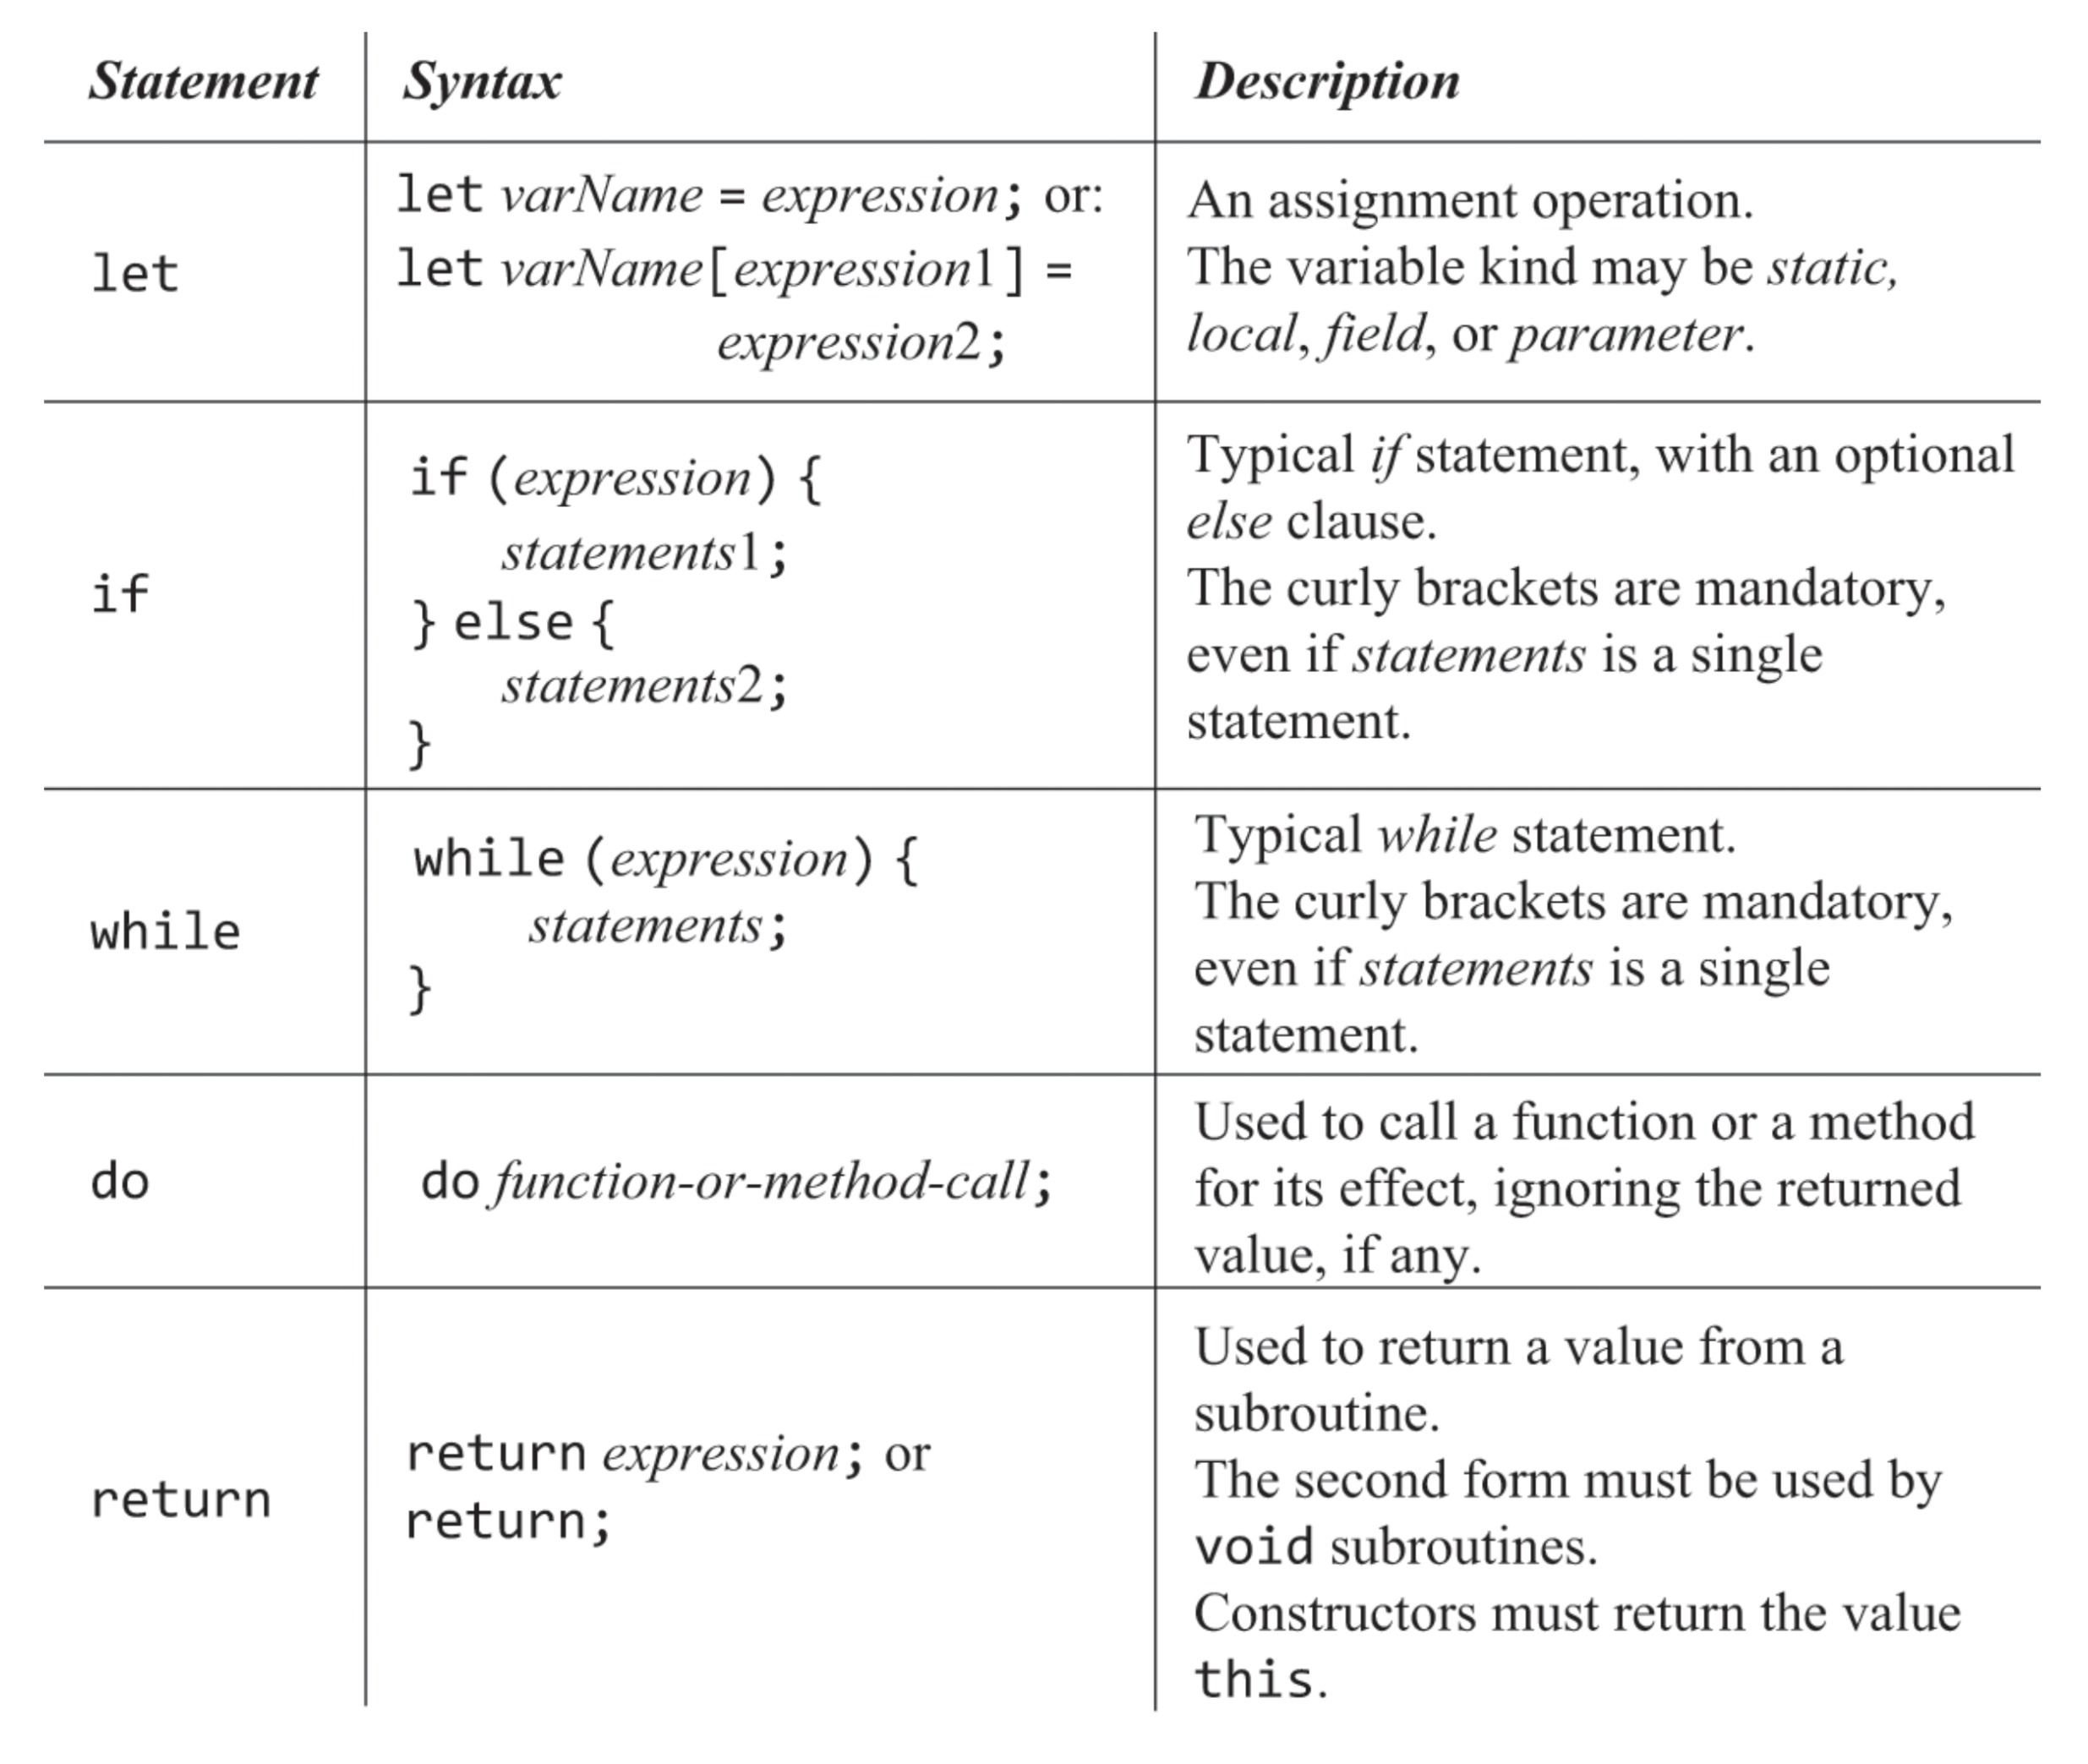 Statement Syntax Description
let
let varName = expression; or:
let varName[expression1] =
expression2;
An assignment operation.
The variable kind may be static,
local, field, or parameter.
if
if (expression) {
statements1;
} else {
statements2;
}
Typical if statement, with an optional
else clause.
The curly brackets are mandatory,
even if statements is a single
statement.
while
while (expression) {
statements;
}
Typical while statement.
The curly brackets are mandatory,
even if statements is a single
statement.
do
do function-or-method-call;
Used to call a function or a method
for its effect, ignoring the returned
value, if any.
return
return expression; or
return;
Used to return a value from a
subroutine.
The second form must be used by
void subroutines.
Constructors must return the value
this.